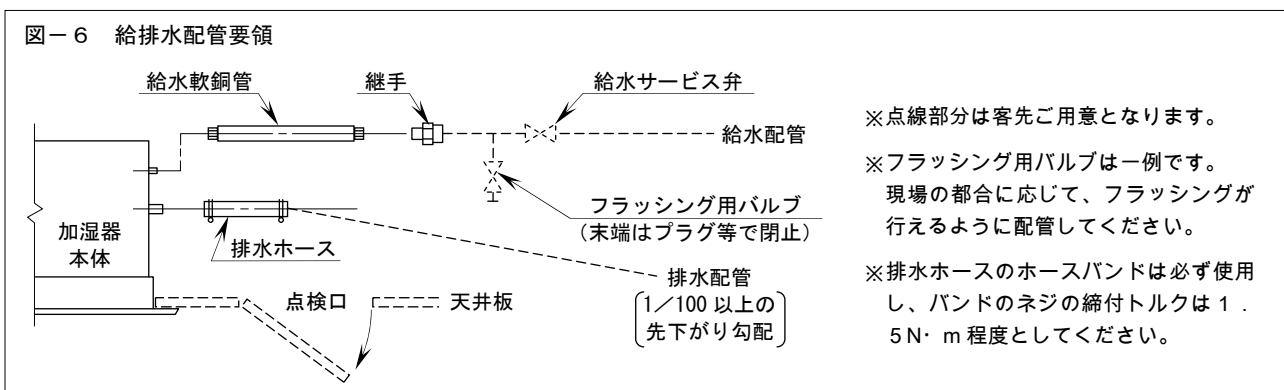 図－6　給排水配管要領
給水軟銅管
継手
給水サービス弁
給水配管
加湿器
本体
排水ホース
フラッシング用バルブ
（末端はプラグ等で閉止）
排水配管
1／100 以上の
先下がり勾配
点検口
天井板
※点線部分は客先ご用意となります。
※フラッシング用バルブは一例です。
現場の都合に応じて、フラッシングが
行えるように配管してください。
※排水ホースのホースバンドは必ず使用
し、バンドのネジの締付トルクは 1 .
5 N・m 程度としてください。